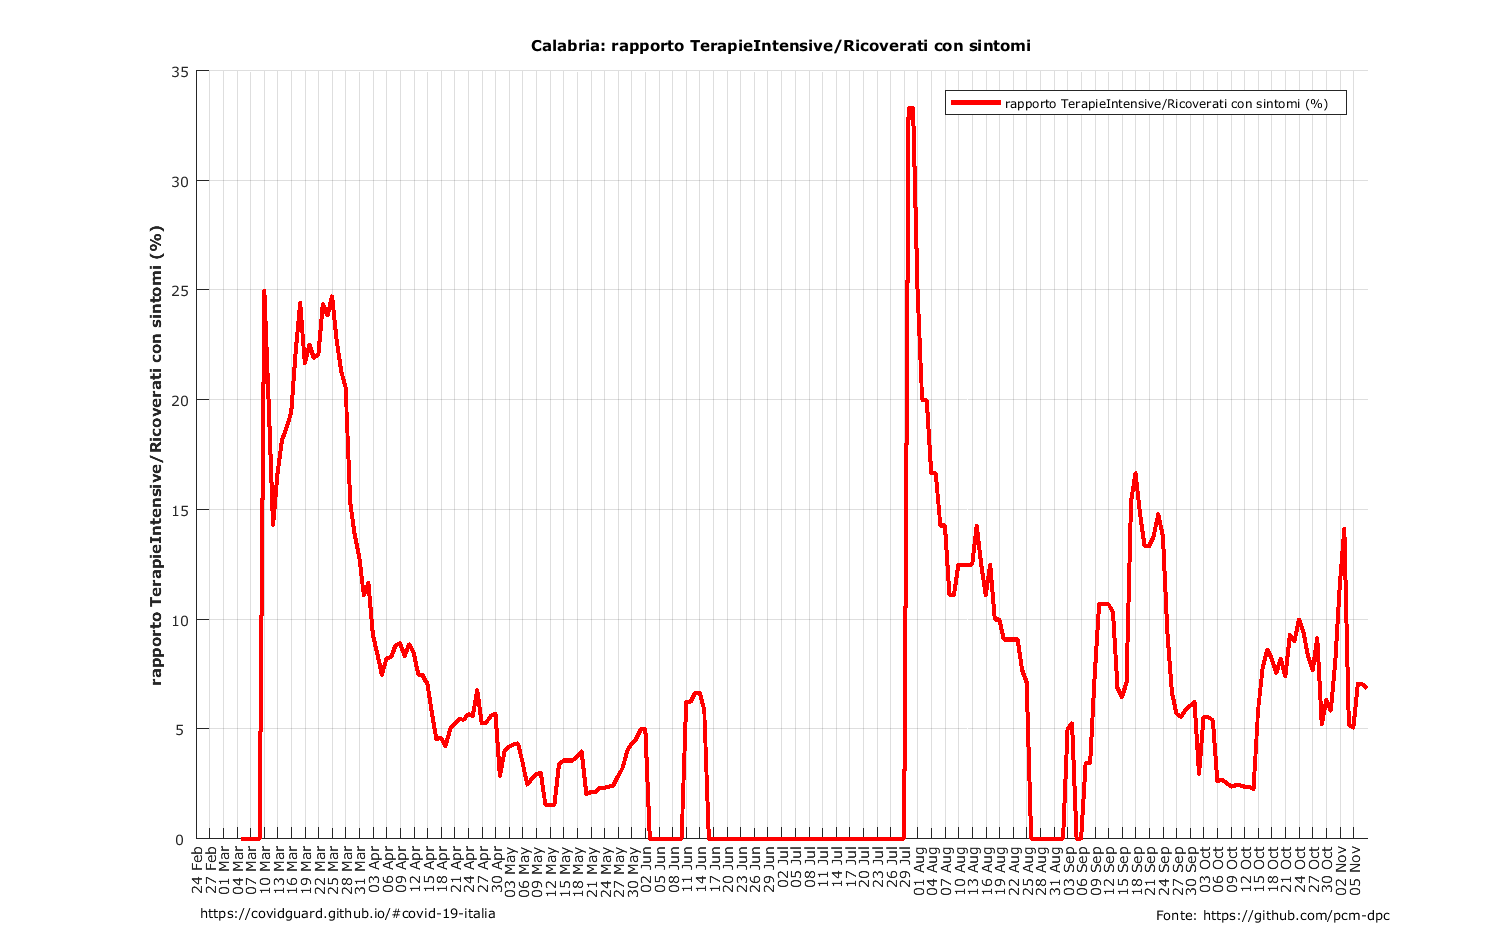 Calabria: rapporto TerapieIntensive/Ricoverati con sintomi
rapporto TerapieIntensive/Ricoverati con sintomi (%)
rapporto TerapieIntensive/Ricoverati con sintomi (%)
35
30
25
20
15
10
5
0
24 Feb
27 Feb
01 Mar
04 Mar
07 Mar
10 Mar
13 Mar
16 Mar
19 Mar
22 Mar
25 Mar
28 Mar
31 Mar
03 Apr
06 Apr
09 Apr
12 Apr
15 Apr
18 Apr
21 Apr
24 Apr
27 Apr
30 Apr
03 May
06 May
09 May
12 May
15 May
18 May
21 May
24 May
27 May
30 May
02 Jun
05 Jun
08 Jun
11 Jun
14 Jun
17 Jun
20 Jun
23 Jun
26 Jun
29 Jun
02 Jul
05 Jul
08 Jul
11 Jul
14 Jul
17 Jul
20 Jul
23 Jul
26 Jul
29 Jul
01 Aug
04 Aug
07 Aug
10 Aug
13 Aug
16 Aug
19 Aug
22 Aug
25 Aug
28 Aug
31 Aug
03 Sep
06 Sep
09 Sep
12 Sep
15 Sep
18 Sep
21 Sep
24 Sep
27 Sep
30 Sep
03 Oct
06 Oct
09 Oct
12 Oct
15 Oct
18 Oct
21 Oct
24 Oct
27 Oct
30 Oct
02 Nov
05 Nov
https://covidguard.github.io/#covid-19-italia
Fonte: https://github.com/pcm-dpc